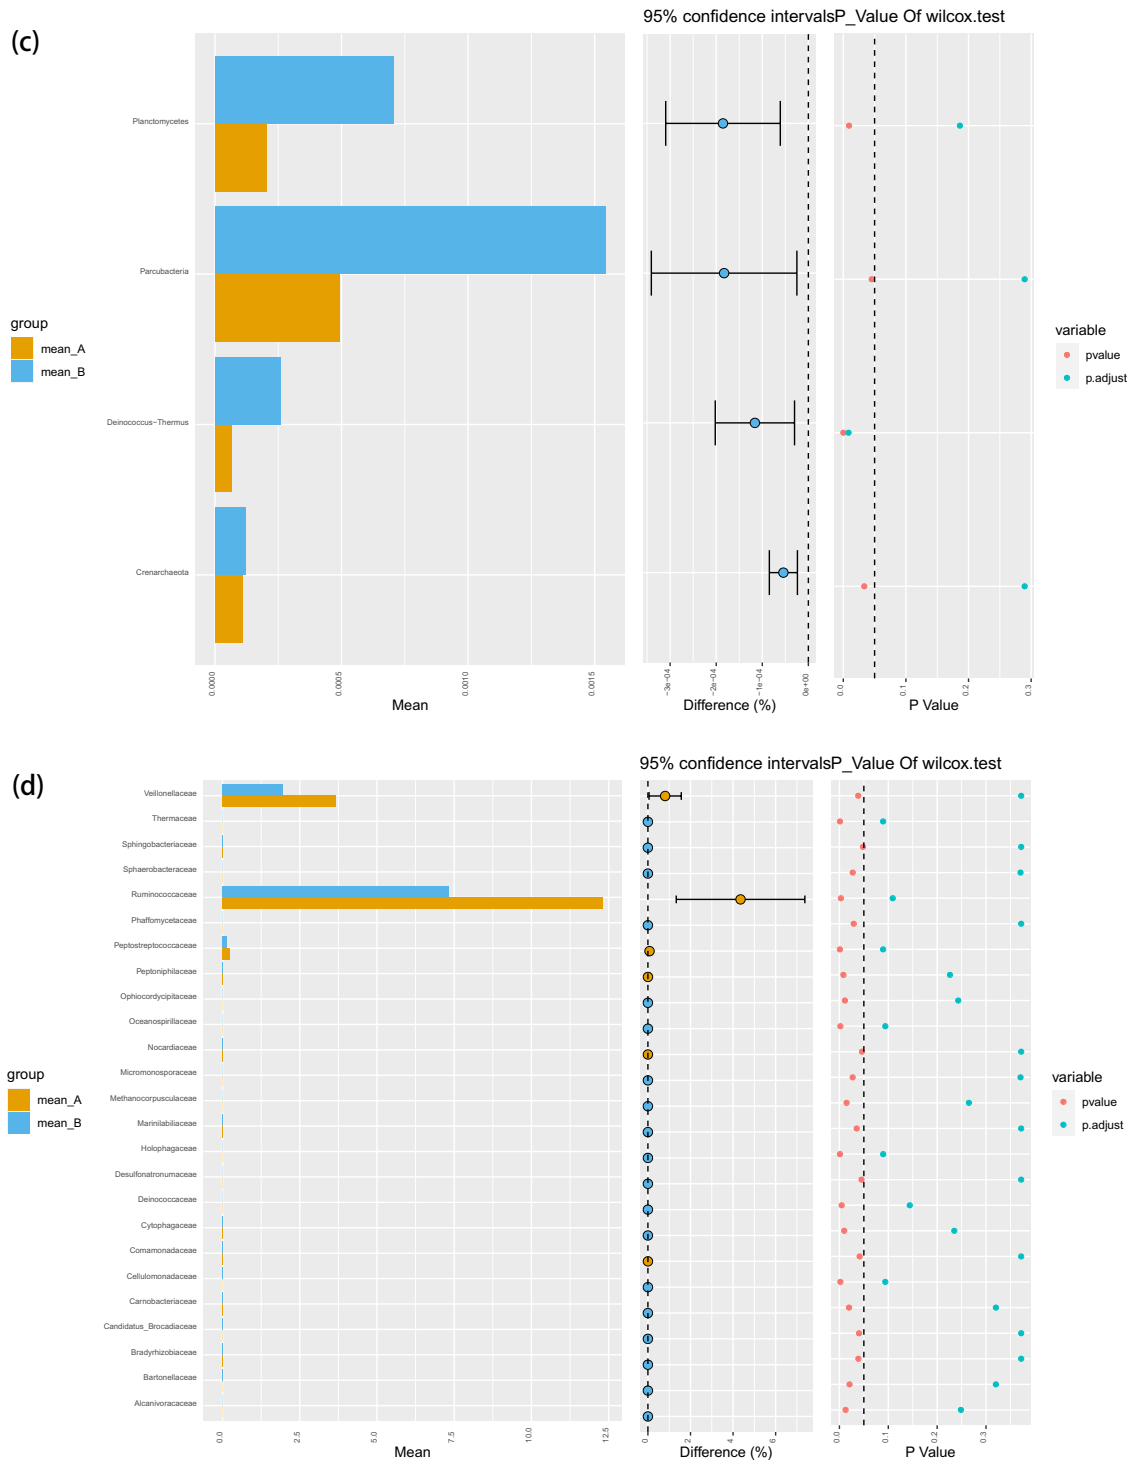 (c)
95% confidence intervalsP_Value Of wilcox.test
Planctomycetes
Parcubacteria
Deinococcus−Thermus
Crenarchaeota
group
mean_A
mean_B
variable
pvalue
p.adjust
0.0000
0.0005
0.0010
0.0015
−3e−04
−2e−04
−1e−04
0e+00
0.0
0.1
0.2
0.3
Mean
Difference (%)
P Value
(d)
95% confidence intervalsP_Value Of wilcox.test
Veillonellaceae
Thermaceae
Sphingobacteriaceae
Sphaerobacteraceae
Ruminococcaceae
Phaffomycetaceae
Peptostreptococcaceae
Peptoniphilaceae
Ophiocordycipitaceae
Oceanospirillaceae
Nocardiaceae
Micromonosporaceae
Methanocorpusculaceae
Marinilabiliaceae
Holophagaceae
Desulfonatronumaceae
Deinococcaceae
Cytophagaceae
Comamonadaceae
Cellulomonadaceae
Carnobacteriaceae
Candidatus_Brocadiaceae
Bradyrhizobiaceae
Bartonellaceae
Alcanivoracaceae
group
mean_A
mean_B
variable
pvalue
p.adjust
0.0
2.5
5.0
7.5
10.0
12.5
0
2
4
6
0.0
0.1
0.2
0.3
Mean
Difference (%)
P Value